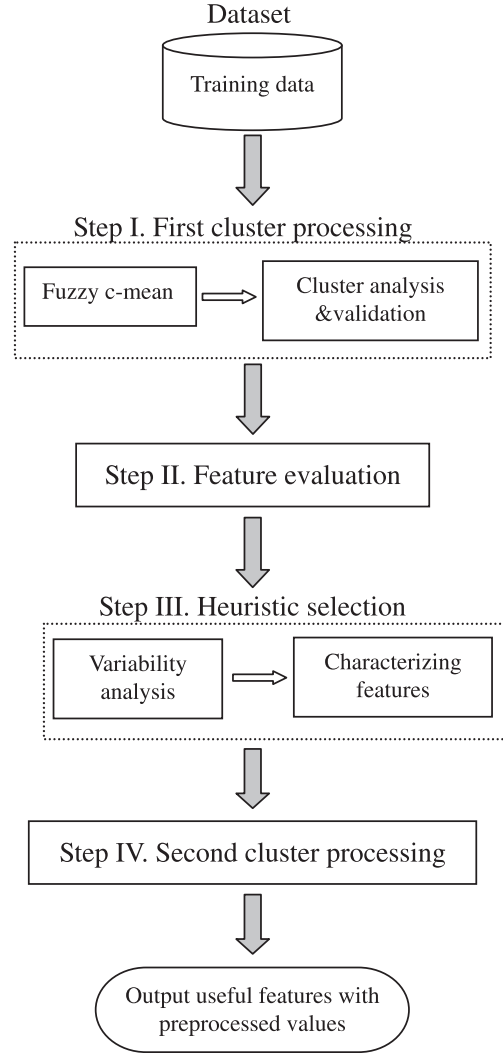 Dataset
Training data
Step I. First cluster processing
Fuzzy c-mean
Cluster analysis
&validation
Step II. Feature evaluation
Step III. Heuristic selection
Variability
analysis
Characterizing
features
Step IV. Second cluster processing
Output useful features with
preprocessed values